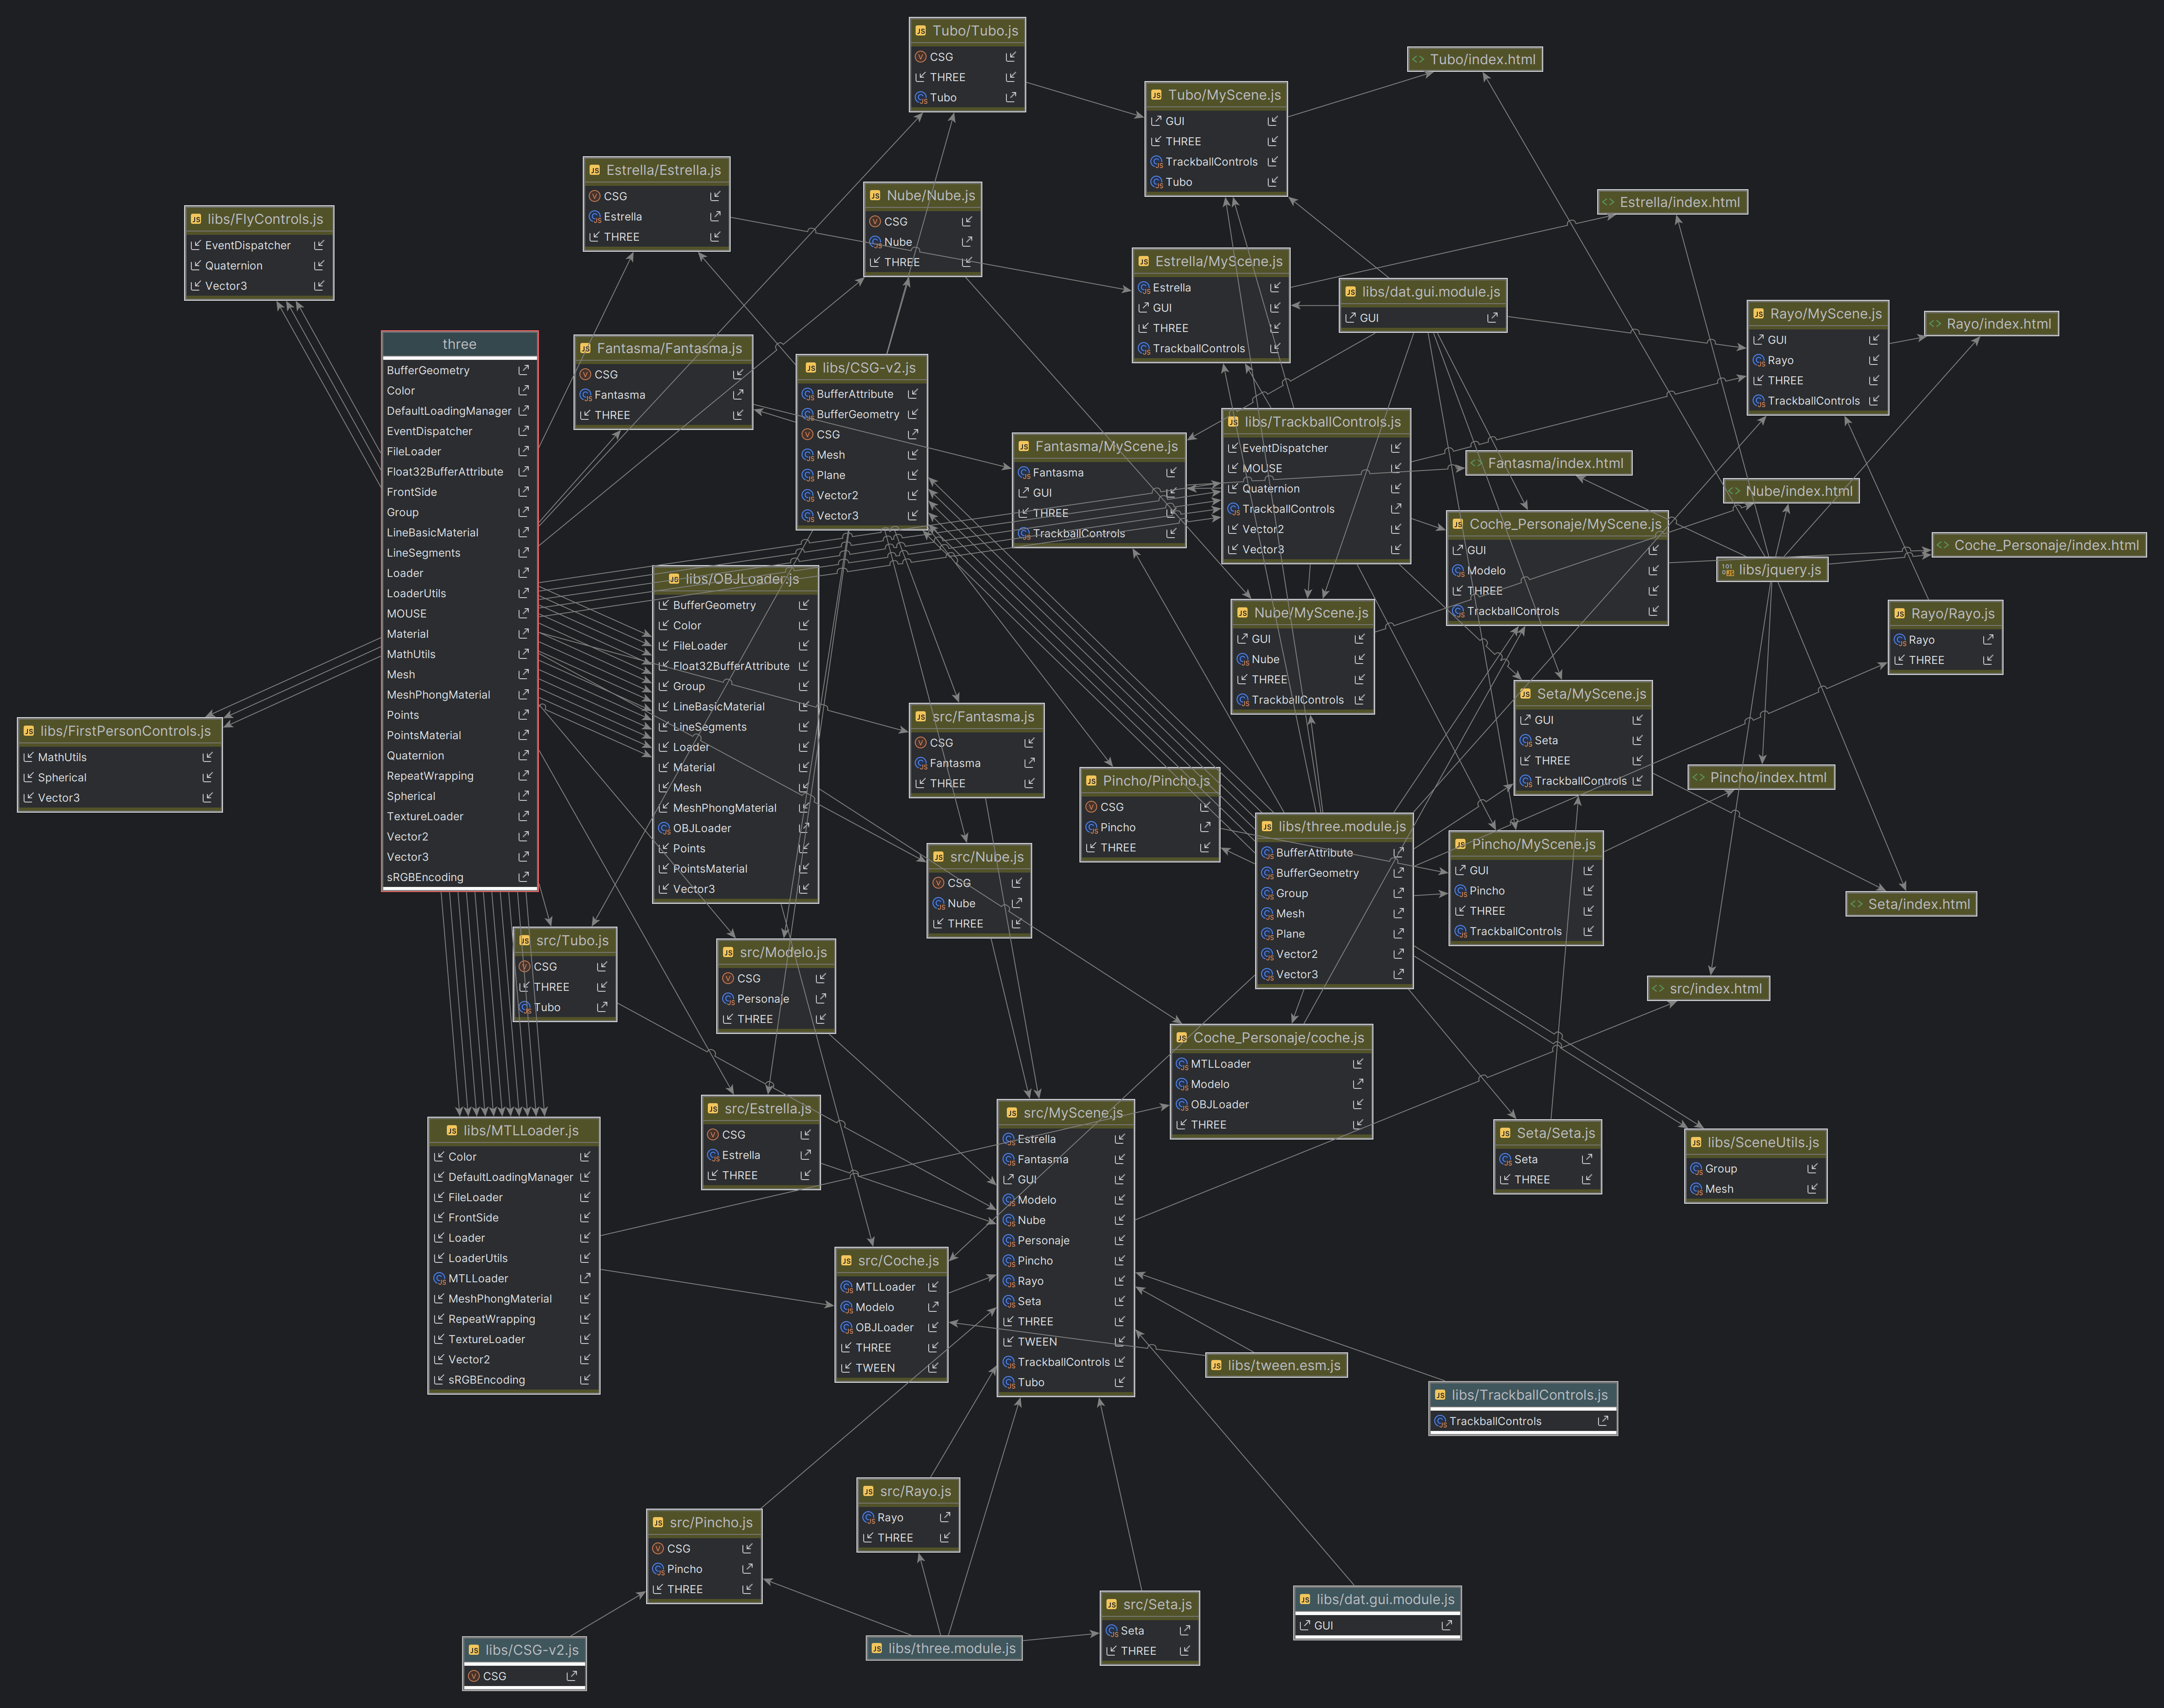 Tubo/Tubo.js
CSG
THREE
Tubo
Tubo/index.html
Tubo/MyScene.js
GUI
THREE
TrackballControls
Tubo
Estrella/Estrella.js
CSG
Estrella
THREE
Nube/Nube.js
CSG
Nube
THREE
Estrella/index.html
libs/FlyControls.js
EventDispatcher
Quaternion
Vector3
Estrella/MyScene.js
Estrella
GUI
THREE
TrackballControls
libs/dat.gui.module.js
GUI
Rayo/MyScene.js
GUI
Rayo
THREE
TrackballControls
Rayo/index.html
three
BufferGeometry
Color
DefaultLoadingManager
EventDispatcher
FileLoader
Float32BufferAttribute
FrontSide
Group
LineBasicMaterial
LineSegments
Loader
LoaderUtils
MOUSE
Material
MathUtils
Mesh
MeshPhongMaterial
Points
PointsMaterial
Quaternion
RepeatWrapping
Spherical
TextureLoader
Vector2
Vector3
sRGBEncoding
Fantasma/Fantasma.js
CSG
Fantasma
THREE
libs/CSG-v2.js
BufferAttribute
BufferGeometry
CSG
Mesh
Plane
Vector2
Vector3
Fantasma/MyScene.js
Fantasma
GUI
THREE
TrackballControls
libs/TrackballControls.js
EventDispatcher
MOUSE
Quaternion
TrackballControls
Vector2
Vector3
Fantasma/index.html
Nube/index.html
Coche_Personaje/MyScene.js
GUI
Modelo
THREE
TrackballControls
Coche_Personaje/index.html
libs/jquery.js
libs/OBJLoader.js
BufferGeometry
Color
FileLoader
Float32BufferAttribute
Group
LineBasicMaterial
LineSegments
Loader
Material
Mesh
MeshPhongMaterial
OBJLoader
Points
PointsMaterial
Vector3
Nube/MyScene.js
GUI
Nube
THREE
TrackballControls
Rayo/Rayo.js
Rayo
THREE
Seta/MyScene.js
GUI
Seta
THREE
TrackballControls
libs/FirstPersonControls.js
MathUtils
Spherical
Vector3
src/Fantasma.js
CSG
Fantasma
THREE
Pincho/Pincho.js
CSG
Pincho
THREE
Pincho/index.html
libs/three.module.js
BufferAttribute
BufferGeometry
Group
Mesh
Plane
Vector2
Vector3
Pincho/MyScene.js
GUI
Pincho
THREE
TrackballControls
src/Nube.js
CSG
Nube
THREE
Seta/index.html
src/Tubo.js
CSG
THREE
Tubo
src/Modelo.js
CSG
Personaje
THREE
src/index.html
Coche_Personaje/coche.js
MTLLoader
Modelo
OBJLoader
THREE
src/Estrella.js
CSG
Estrella
THREE
src/MyScene.js
Estrella
Fantasma
GUI
Modelo
Nube
Personaje
Pincho
Rayo
Seta
THREE
TWEEN
TrackballControls
Tubo
libs/MTLLoader.js
Color
DefaultLoadingManager
FileLoader
FrontSide
Loader
LoaderUtils
MTLLoader
MeshPhongMaterial
RepeatWrapping
TextureLoader
Vector2
sRGBEncoding
Seta/Seta.js
Seta
THREE
libs/SceneUtils.js
Group
Mesh
src/Coche.js
MTLLoader
Modelo
OBJLoader
THREE
TWEEN
libs/tween.esm.js
libs/TrackballControls.js
TrackballControls
src/Rayo.js
Rayo
THREE
src/Pincho.js
CSG
Pincho
THREE
src/Seta.js
Seta
THREE
libs/dat.gui.module.js
GUI
libs/CSG-v2.js
CSG
libs/three.module.js